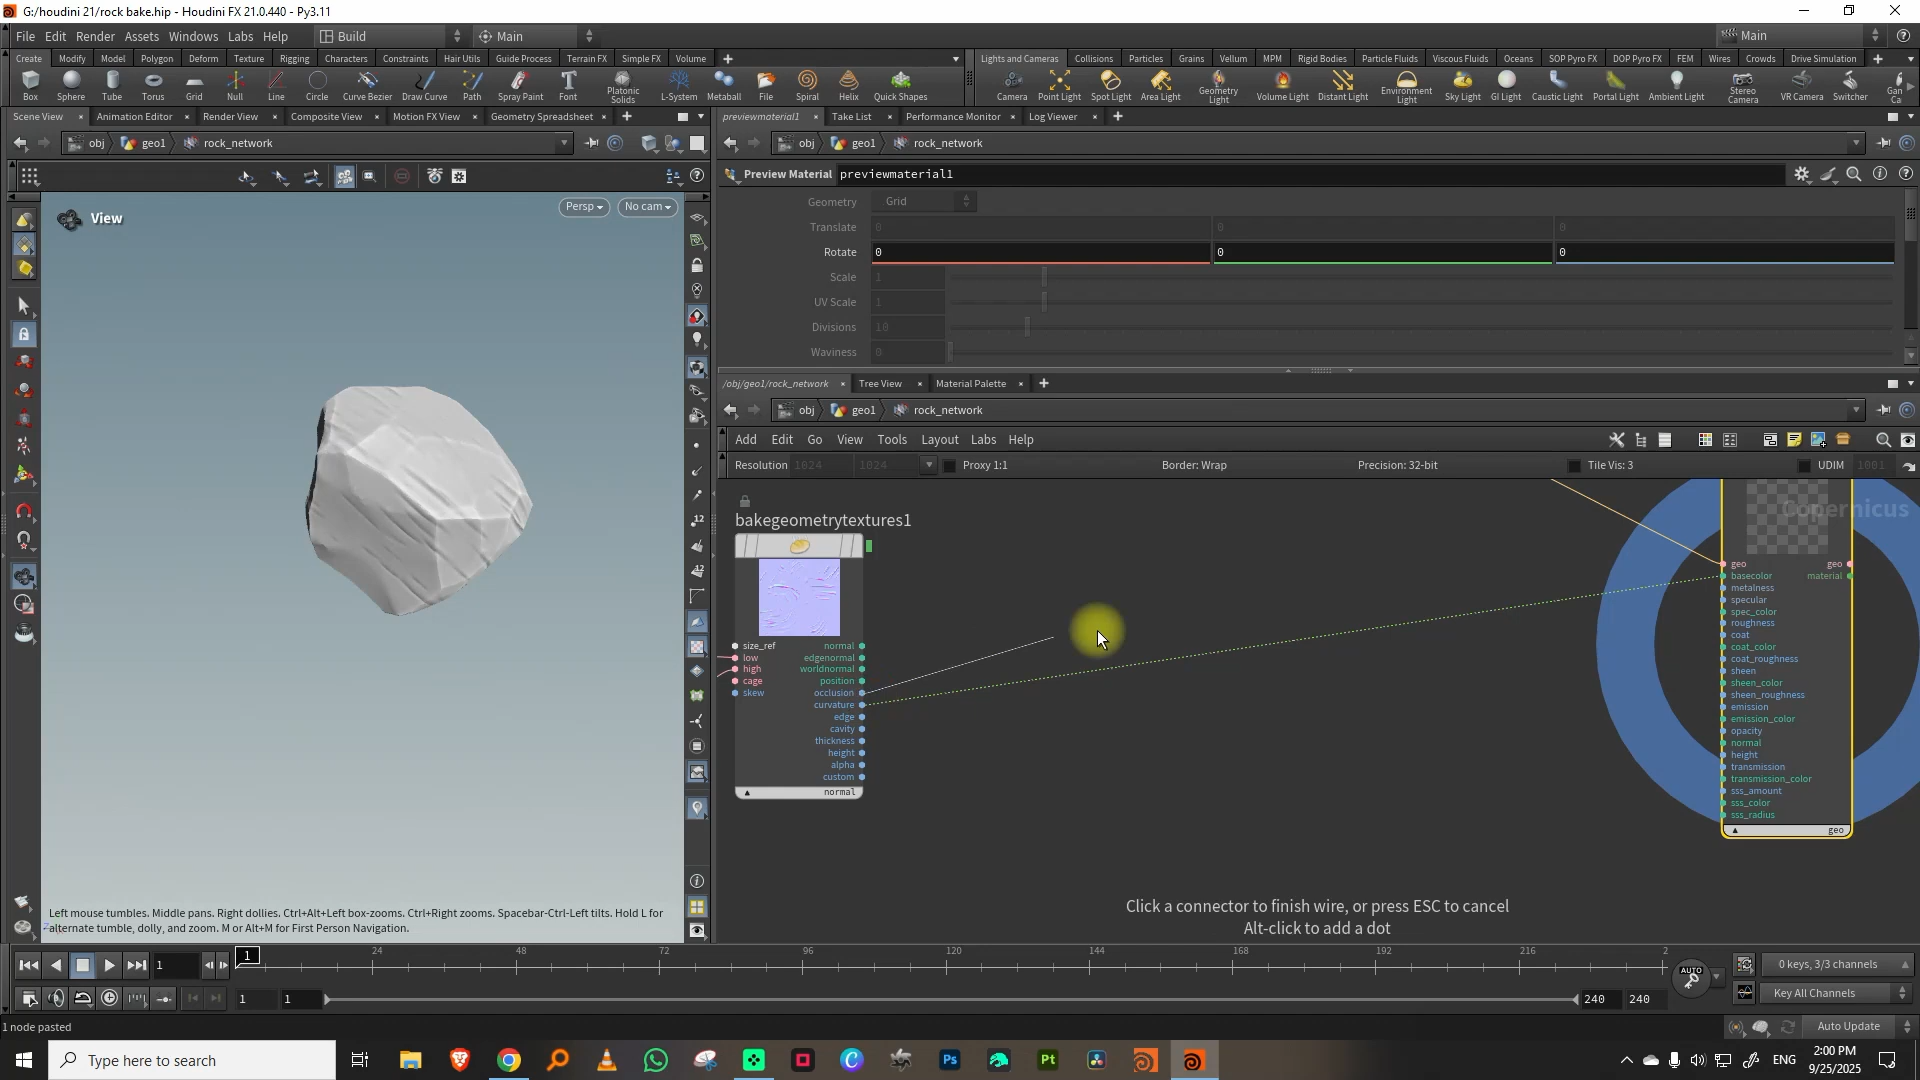 G:/houdini 21/rock bake.hip - Houdini FX 21.0.440 - Py3.11
File Edit Render Assets Windows Labs Help Build Main Main
Create Modify Model Polygon Deform Texture Rigging Characters Constraints Hair Utils Guide Process Terrain FX Simple FX Volume
Lights and Cameras Collisions Particles Grains Vellum MPM Rigid Bodies Particle Fluids Viscous Fluids Oceans SOP Pyro FX DOP Pyro FX FEM Wires Crowds Drive Simulation
Box Sphere Tube Torus Grid Null Line Circle Curve Bezier Draw Curve Path Spray Paint Font Platonic Solids L-System Metaball File Spiral Helix Quick Shapes
Camera Point Light Spot Light Area Light Geometry Light Volume Light Distant Light Environment Light Sky Light GI Light Caustic Light Portal Light Ambient Light Stereo Camera VR Camera Switcher Gan Ca
Scene View Animation Editor Render View Composite View Motion FX View Geometry Spreadsheet
previewmaterial1 Take List Performance Monitor Log Viewer
obj geo1 rock_network
obj geo1 rock_network
Preview Material previewmaterial1
View Persp No cam
Geometry Grid
Translate 0 0 0
Rotate 0 0 0
Scale 1
UV Scale 1
Divisions 10
Waviness 0
/obj/geo1/rock_network Tree View Material Palette
obj geo1 rock_network
Add Edit Go View Tools Layout Labs Help
Resolution 1024 1024 Proxy 1:1 Border: Wrap Precision: 32-bit Tile Vis: 3 UDIM 1001
Copernicus
bakegeometrytextures1
size_ref normal
low edgenormal
high worldnormal
cage position
skew occlusion
curvature
edge
cavity
thickness
height
alpha
custom
normal
geo geo
basecolor material
metalness
specular
spec_color
roughness
coat
coat_color
coat_roughness
sheen
sheen_color
sheen_roughness
emission
emission_color
opacity
normal
height
transmission
transmission_color
sss_amount
sss_color
sss_radius
geo
12
12
Click a connector to finish wire, or press ESC to cancel
Alt-click to add a dot
Left mouse tumbles. Middle pans. Right dollies. Ctrl+Alt+Left box-zooms. Ctrl+Right zooms. Spacebar-Ctrl-Left tilts. Hold L for
alternate tumble, dolly, and zoom. M or Alt+M for First Person Navigation.
1 1 24 48 72 96 120 144 168 192 216 2
AUTO 0 keys, 3/3 channels
1 1 240 240 Key All Channels
1 node pasted Auto Update
Type here to search
Ps Pt ENG 2:00 PM
9/25/2025